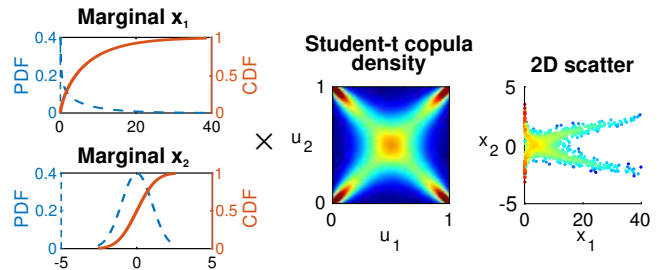 Marginal x1
0.4
0.2
0
PDF
1
0.5
0
CDF
0 20 40
Marginal x2
0.4
0.2
0
PDF
1
0.5
0
CDF
-5 0 5
×
Student-t copula
density
1
u2
0
0 1
u1
2D scatter
5
x2 0
-5
0 20 40
x1